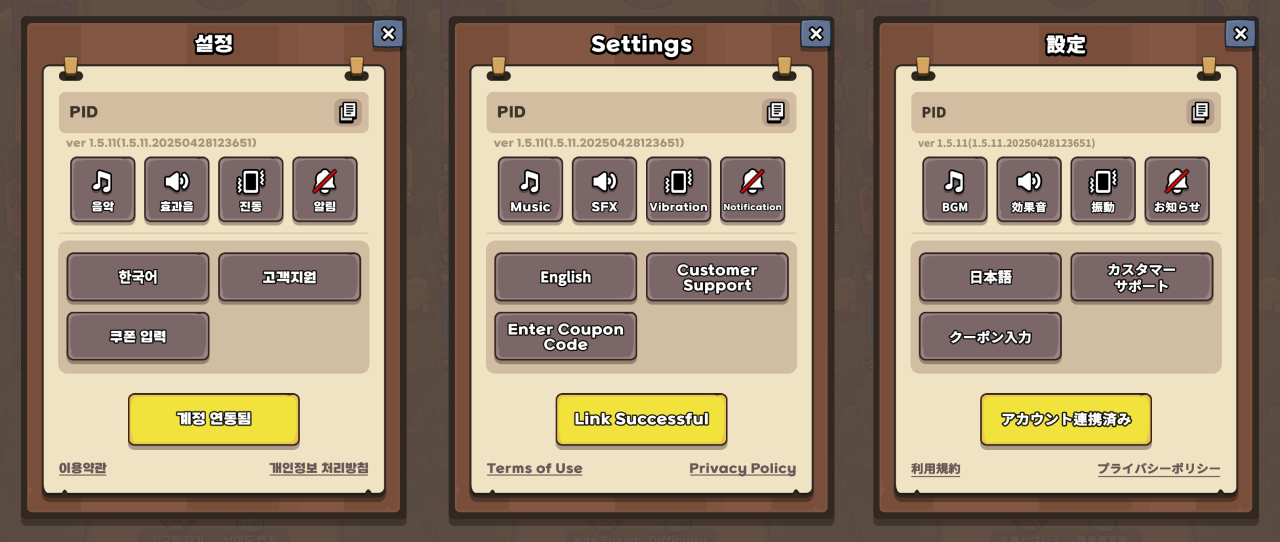 설정
PID
ver 1.5.11(1.5.11.20250428123651)
음악
효과음
진동
알림
한국어
고객지원
쿠폰 입력
계정 연동됨
이용약관
개인정보 처리방침
Settings
PID
ver 1.5.11(1.5.11.20250428123651)
Music
SFX
Vibration
Notification
English
Customer
Support
Enter Coupon
Code
Link Successful
Terms of Use
Privacy Policy
設定
PID
ver 1.5.11(1.5.11.20250428123651)
BGM
効果音
振動
お知らせ
日本語
カスタマー
サポート
クーポン入力
アカウント連携済み
利用規約
プライバシーポリシー